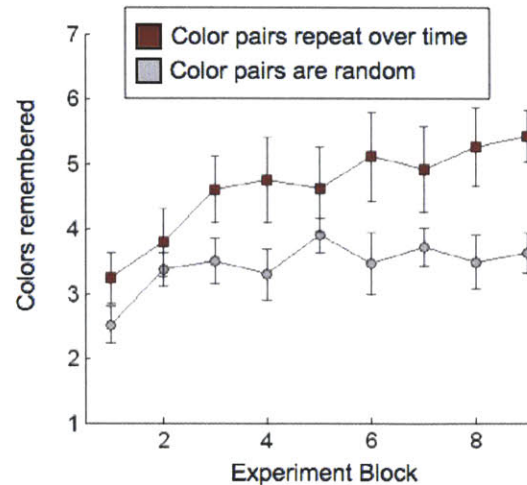 7
Color pairs repeat over time
Color pairs are random
6
5
4
3
2
1
Colors remembered
2
4
6
8
Experiment Block